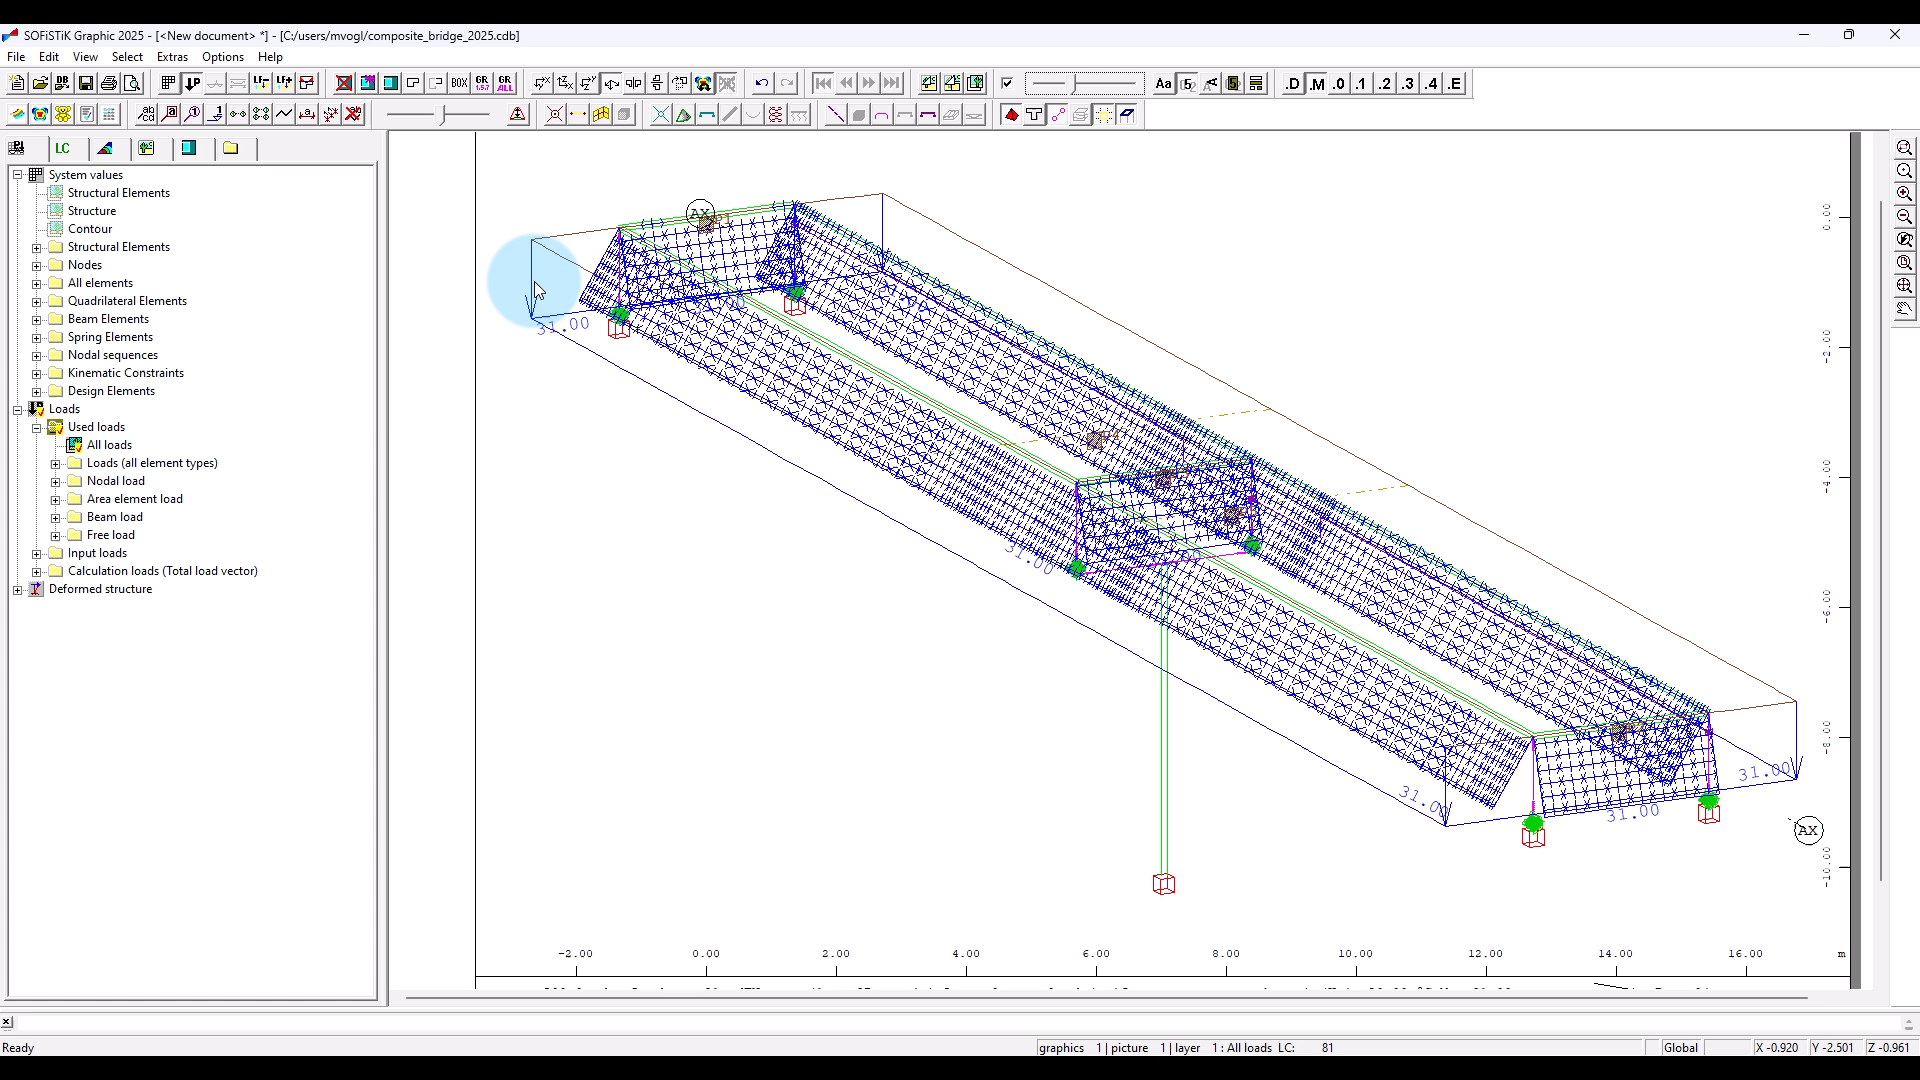 SOFiSTiK Graphic 2025 - [<New document> *] - [C:/users/mvogl/composite_bridge_2025.cdb]
File Edit View Select Extras Options Help
BOX GR GR ALL Aa .D .M .0 .1 .2 .3 .4 .E
LC
System values
Structural Elements
Structure
Contour
Structural Elements
Nodes
All elements
Quadrilateral Elements
Beam Elements
Spring Elements
Nodal sequences
Kinematic Constraints
Design Elements
Loads
Used loads
All loads
Loads (all element types)
Nodal load
Area element load
Beam load
Free load
Input loads
Calculation loads (Total load vector)
Deformed structure
AX
31.00
31.00
31.00
31.00
31.00
AX
0.00
-2.00
-4.00
-6.00
-8.00
-10.00
-2.00 0.00 2.00 4.00 6.00 8.00 10.00 12.00 14.00 16.00 m
Ready graphics 1 | picture 1 | layer 1 : All loads LC: 81 Global X -0.920 Y -2.501 Z -0.961